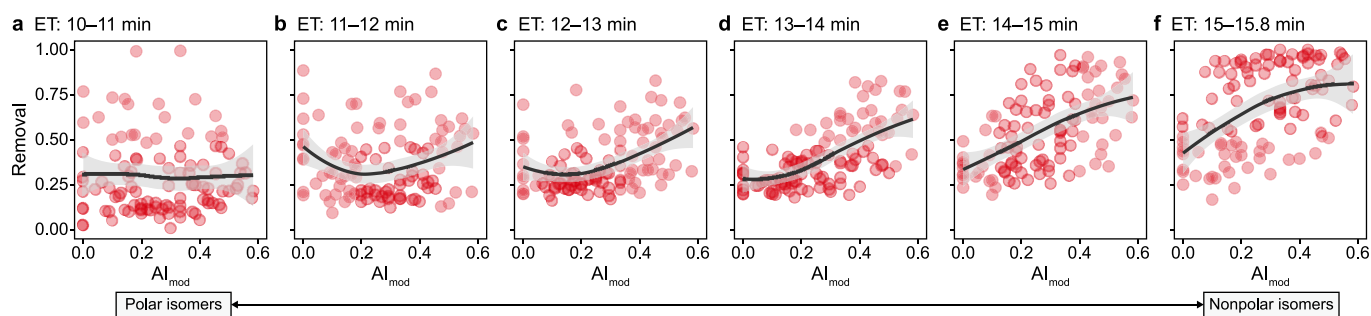 a ET: 10–11 min
b ET: 11–12 min
c ET: 12–13 min
d ET: 13–14 min
e ET: 14–15 min
f ET: 15–15.8 min
Removal
1.00
0.75
0.50
0.25
0.00
0.0 0.2 0.4 0.6
0.0 0.2 0.4 0.6
0.0 0.2 0.4 0.6
0.0 0.2 0.4 0.6
0.0 0.2 0.4 0.6
0.0 0.2 0.4 0.6
AImod
AImod
AImod
AImod
AImod
AImod
Polar isomers
Nonpolar isomers